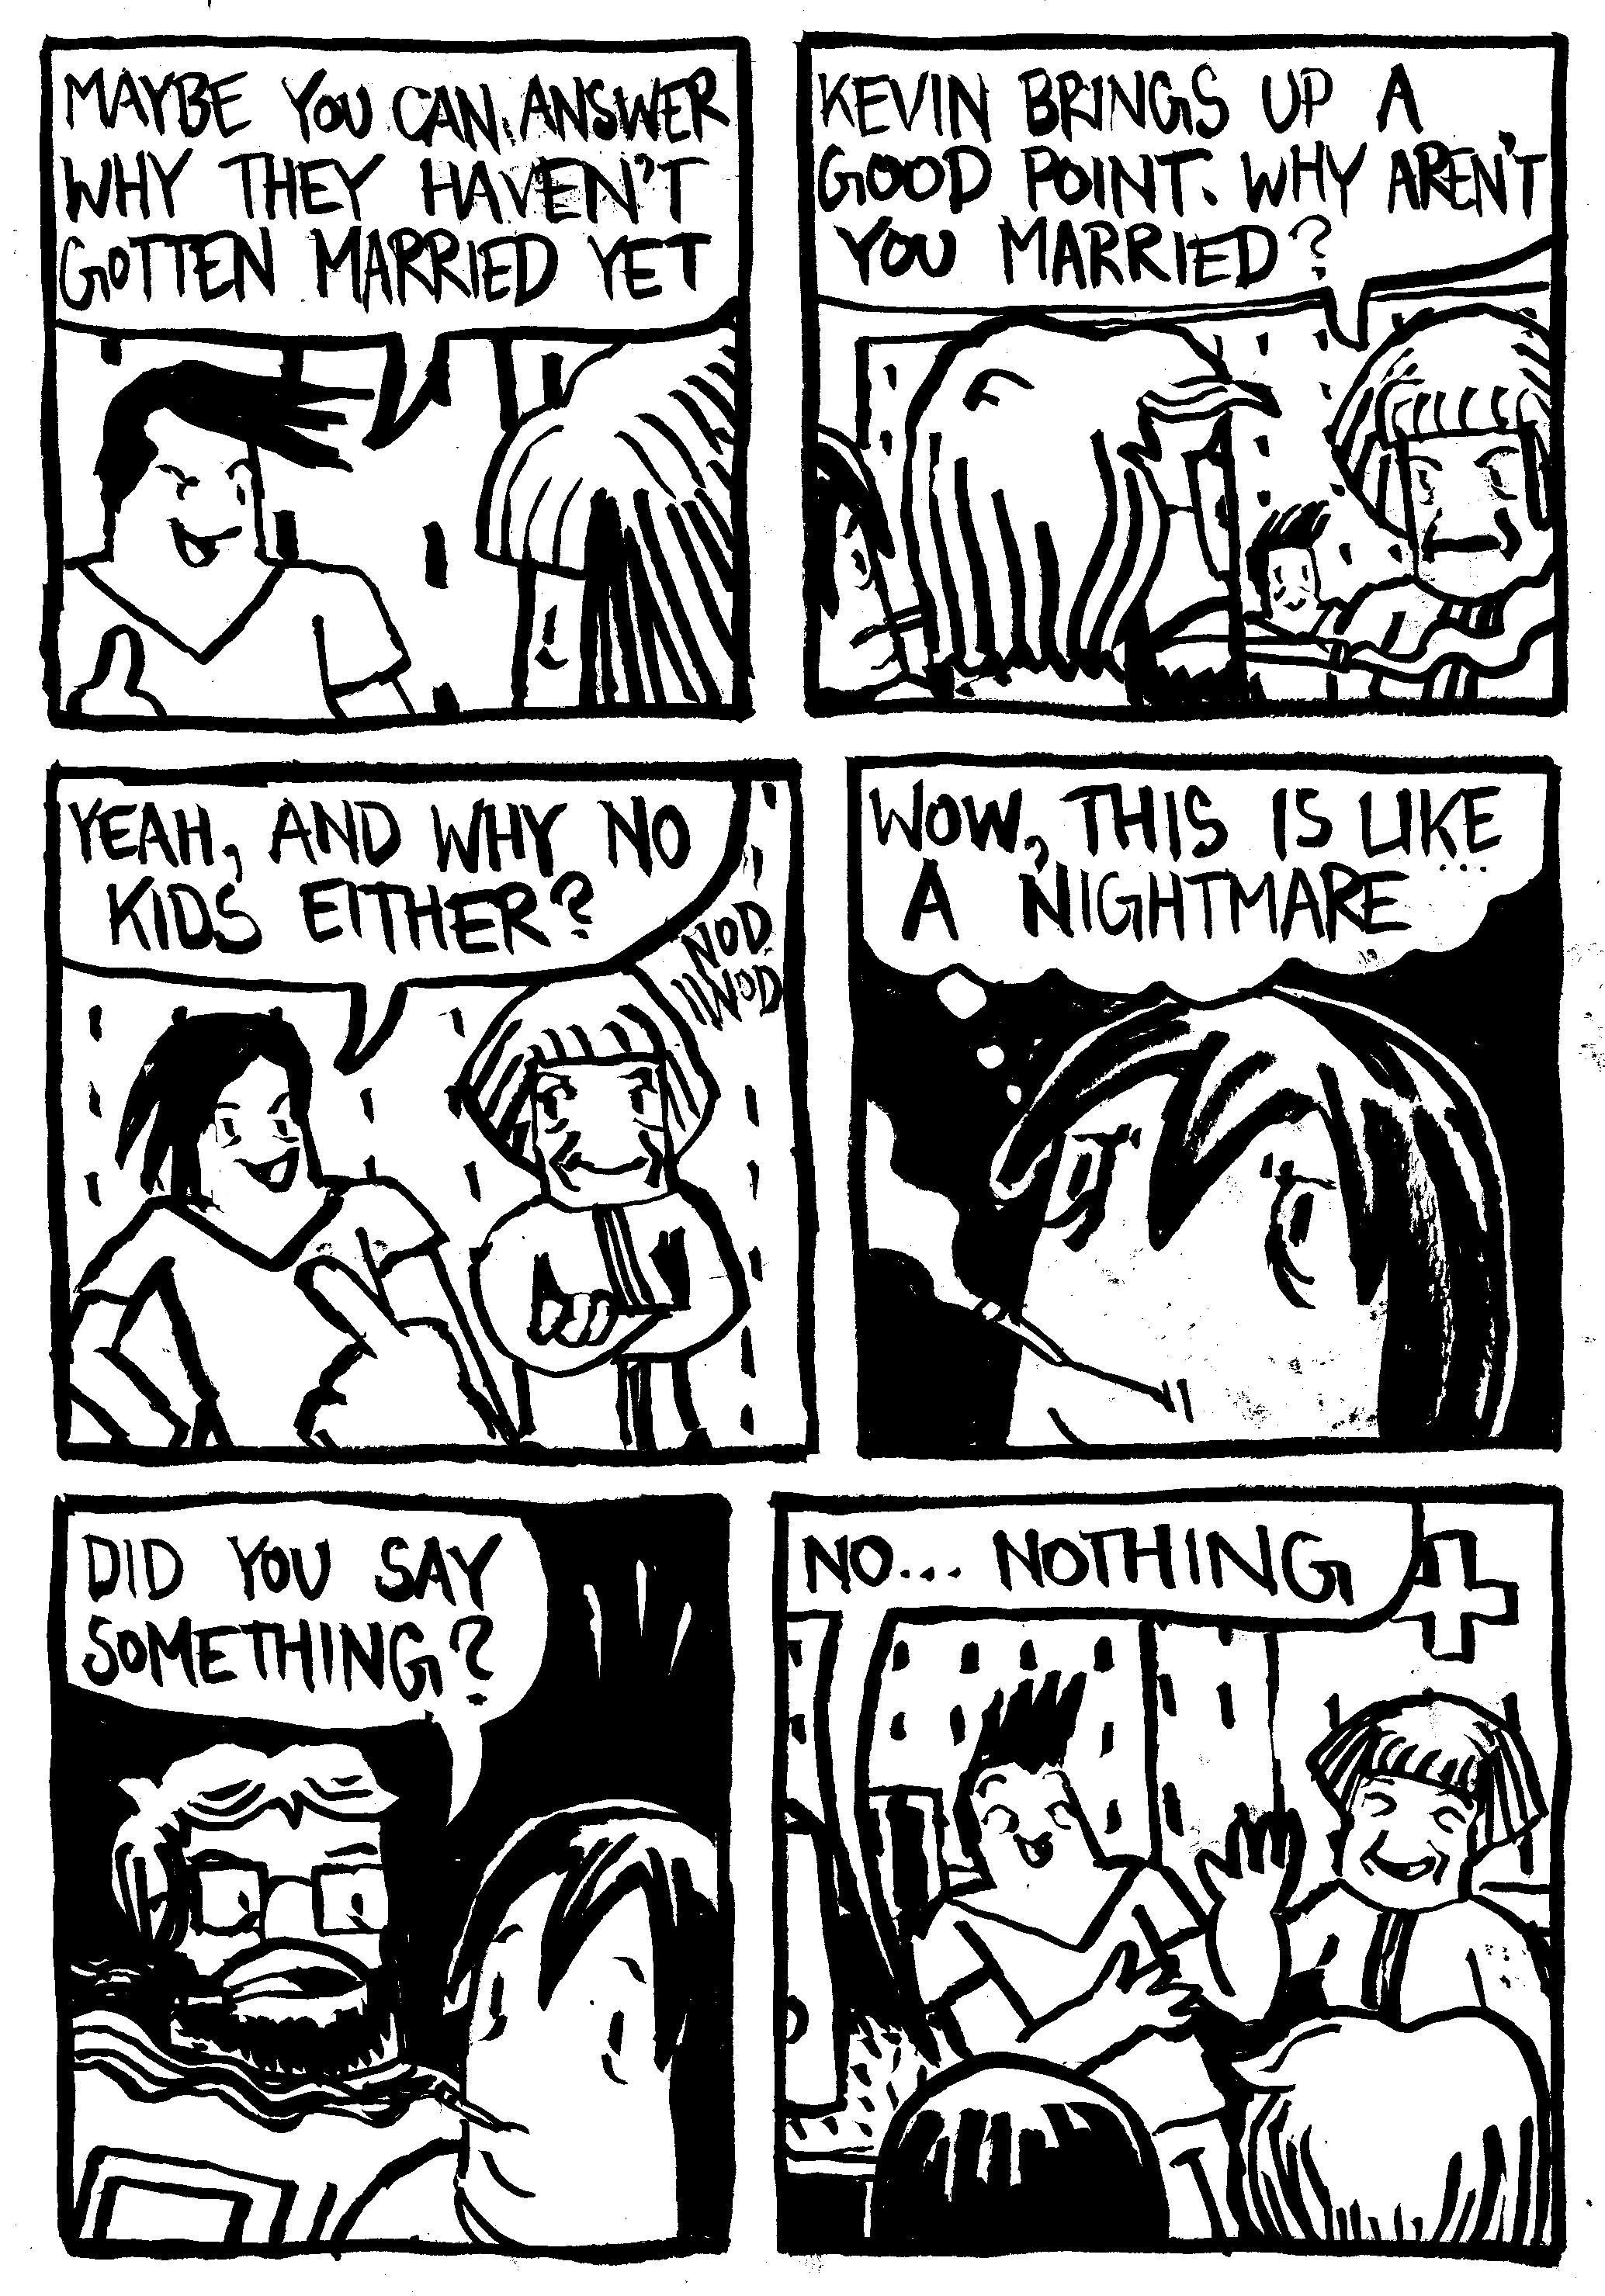 MAYBE YOU CAN ANSWER
WHY THEY HAVEN'T
GOTTEN MARRIED YET
KEVIN BRINGS UP A
GOOD POINT. WHY AREN'T
YOU MARRIED?
YEAH, AND WHY NO
KIDS EITHER?
NOD
NOD
WOW, THIS IS LIKE
A NIGHTMARE...
DID YOU SAY
SOMETHING?
NO... NOTHING